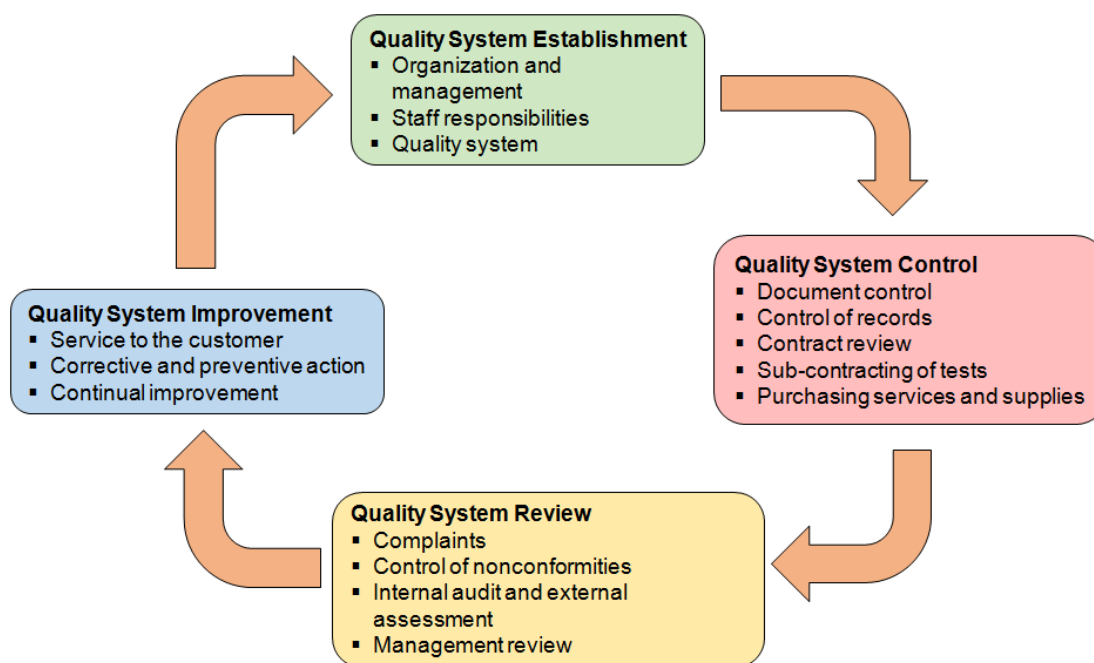 Quality System Establishment
▪ Organization and
management
▪ Staff responsibilities
▪ Quality system
Quality System Control
▪ Document control
▪ Control of records
▪ Contract review
▪ Sub-contracting of tests
▪ Purchasing services and supplies
Quality System Review
▪ Complaints
▪ Control of nonconformities
▪ Internal audit and external
assessment
▪ Management review
Quality System Improvement
▪ Service to the customer
▪ Corrective and preventive action
▪ Continual improvement